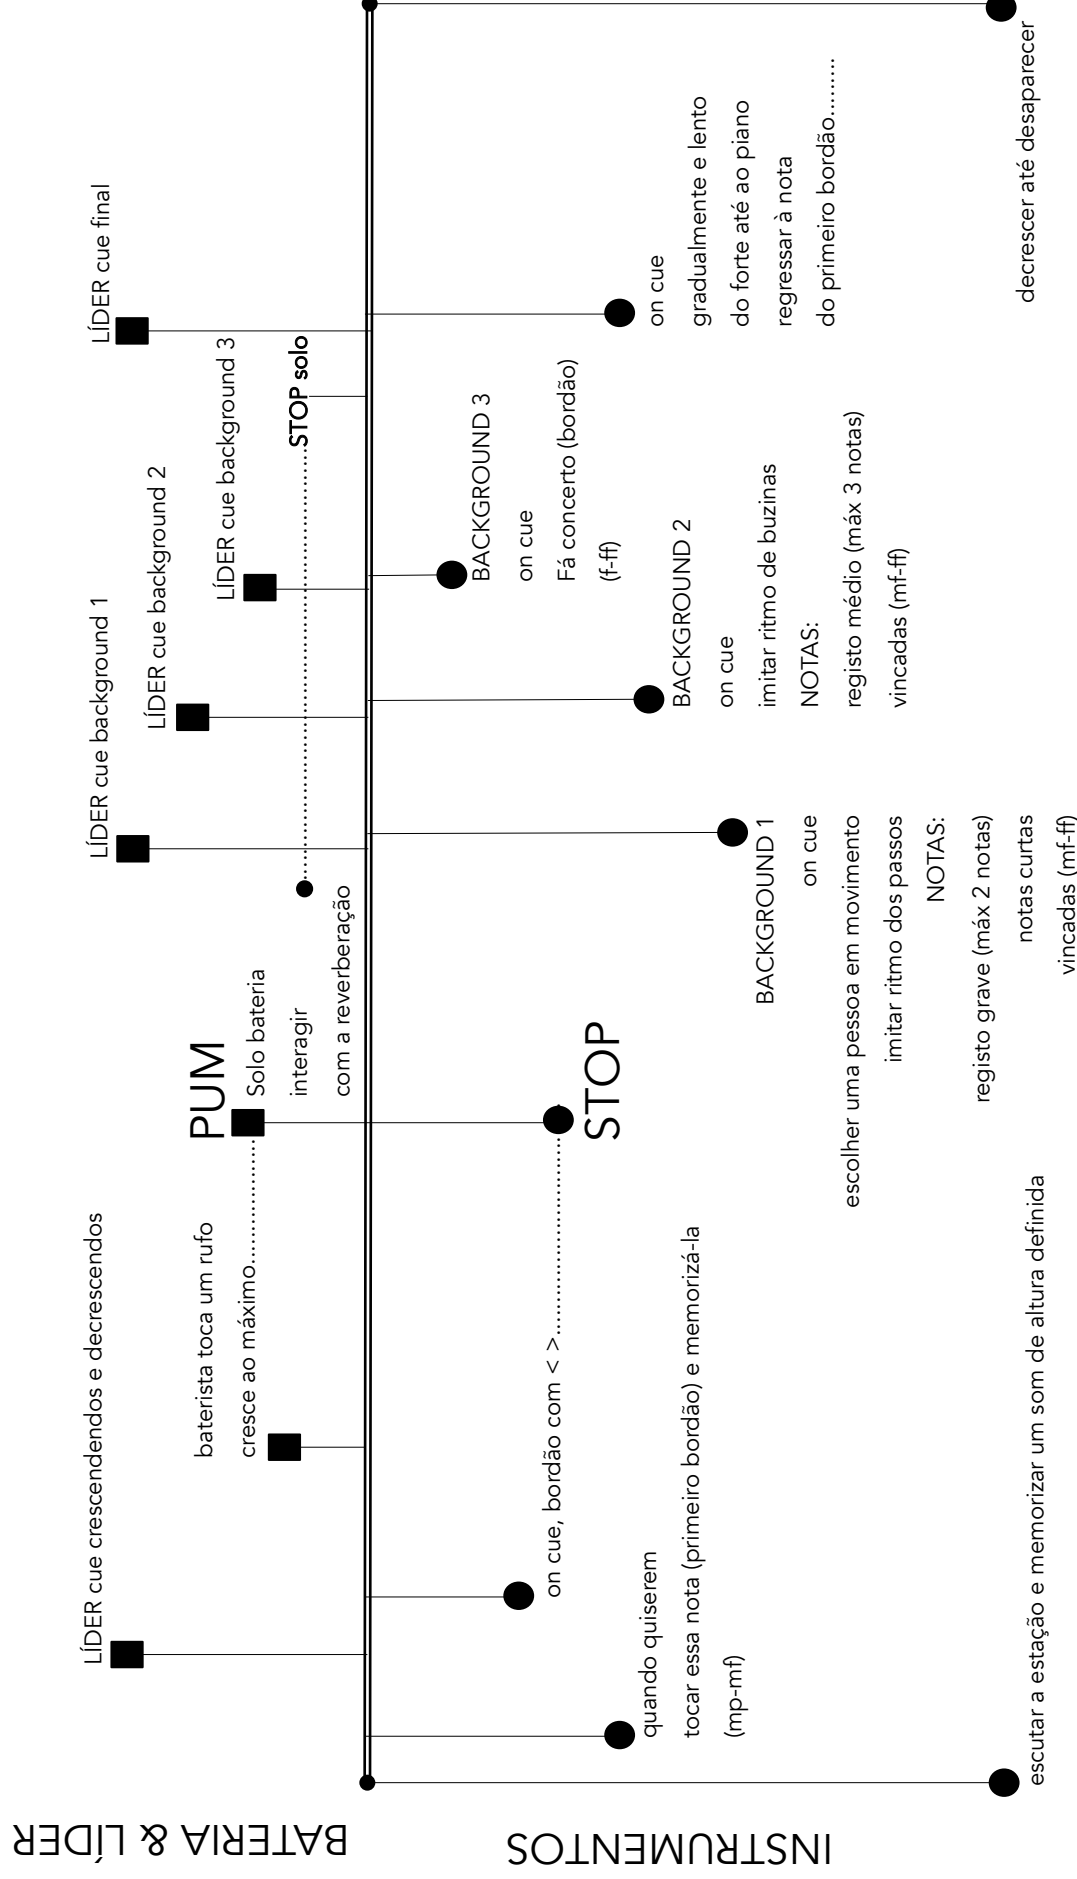 BATERIA & LÍDER
LÍDER cue crescendendos e decrescendos
baterista toca um rufo
cresce ao máximo................
PUM
Solo bateria
interagir
com a reverberação
LÍDER cue background 1
LÍDER cue background 2
LÍDER cue background 3
STOP solo
LÍDER cue final
INSTRUMENTOS
escutar a estação e memorizar um som de altura definida
quando quiserem
tocar essa nota (primeiro bordão) e memorizá-la
(mp-mf)
on cue, bordão com < >................................
STOP
BACKGROUND 1
on cue
escolher uma pessoa em movimento
imitar ritmo dos passos
NOTAS:
registo grave (máx 2 notas)
notas curtas
vincadas (mf-ff)
BACKGROUND 2
on cue
imitar ritmo de buzinas
NOTAS:
registo médio (máx 3 notas)
vincadas (mf-ff)
BACKGROUND 3
on cue
Fá concerto (bordão)
(f-ff)
on cue
gradualmente e lento
do forte até ao piano
regressar à nota
do primeiro bordão.........
decrescer até desaparecer